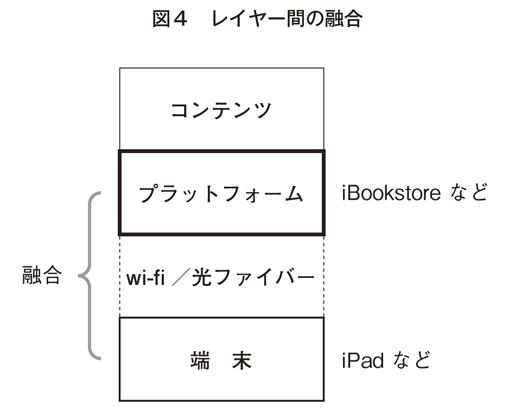 図4 レイヤー間の融合
コンテンツ
プラットフォーム
iBookstore など
融合
wi-fi／光ファイバー
端　末
iPad など